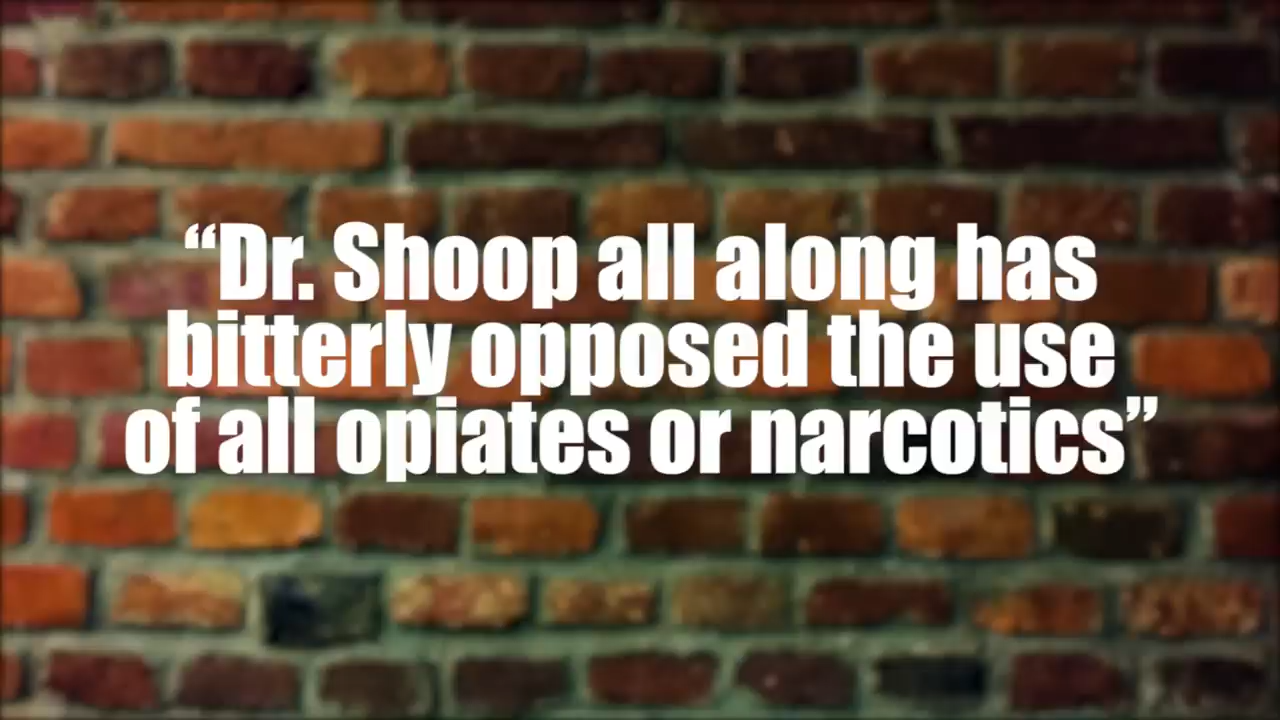 “Dr. Shoop all along has
bitterly opposed the use
of all opiates or narcotics”